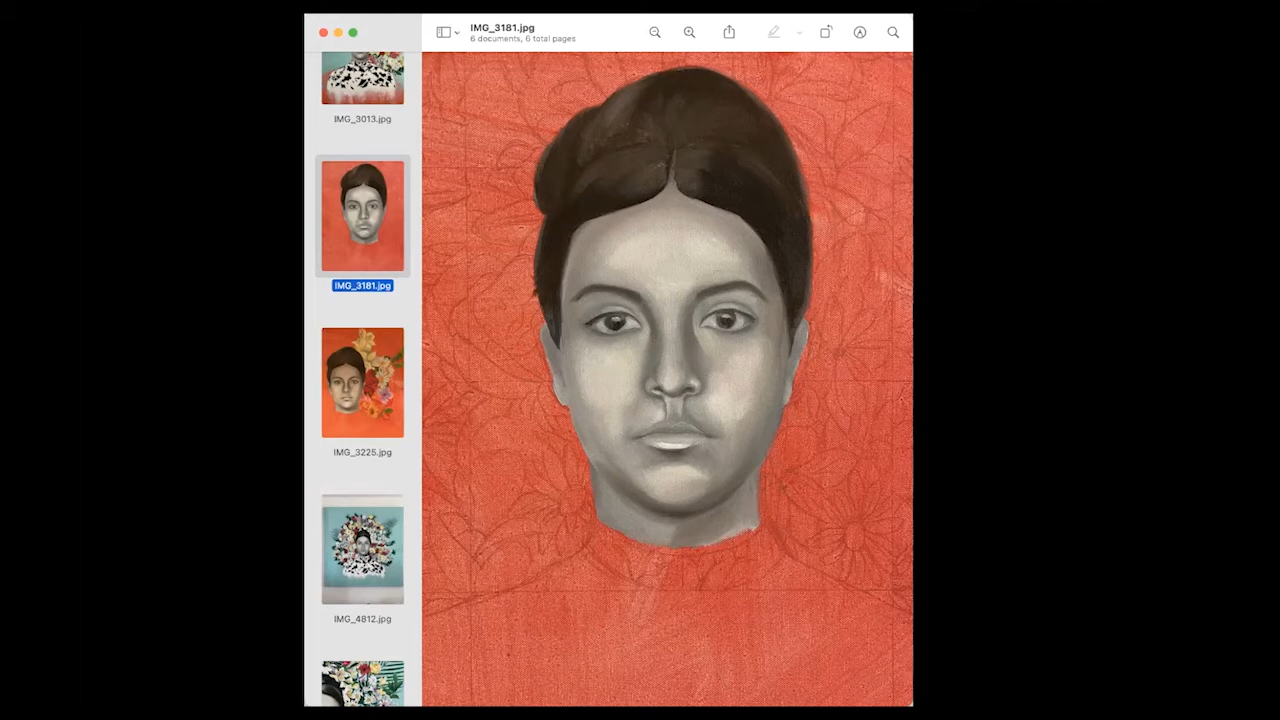 IMG_3181.jpg
6 documents, 6 total pages
IMG_3013.jpg
IMG_3181.jpg
IMG_3225.jpg
IMG_4812.jpg